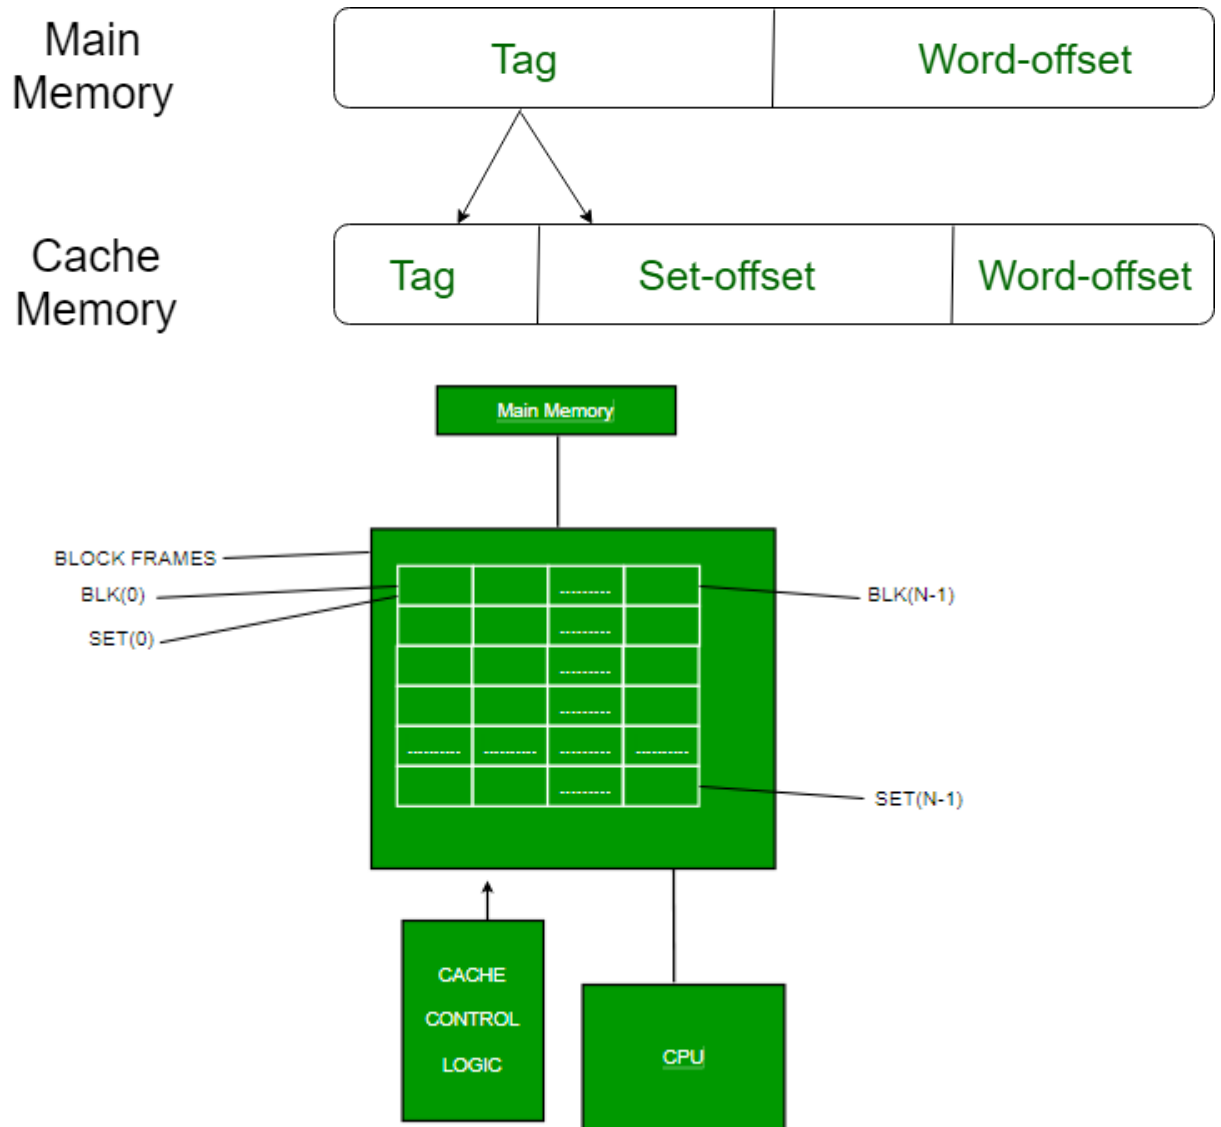 Main
Memory
Tag
Word-offset
Cache
Memory
Tag
Set-offset
Word-offset
Main Memory
BLOCK FRAMES
BLK(0)
BLK(N-1)
SET(0)
SET(N-1)
CACHE
CONTROL
LOGIC
CPU